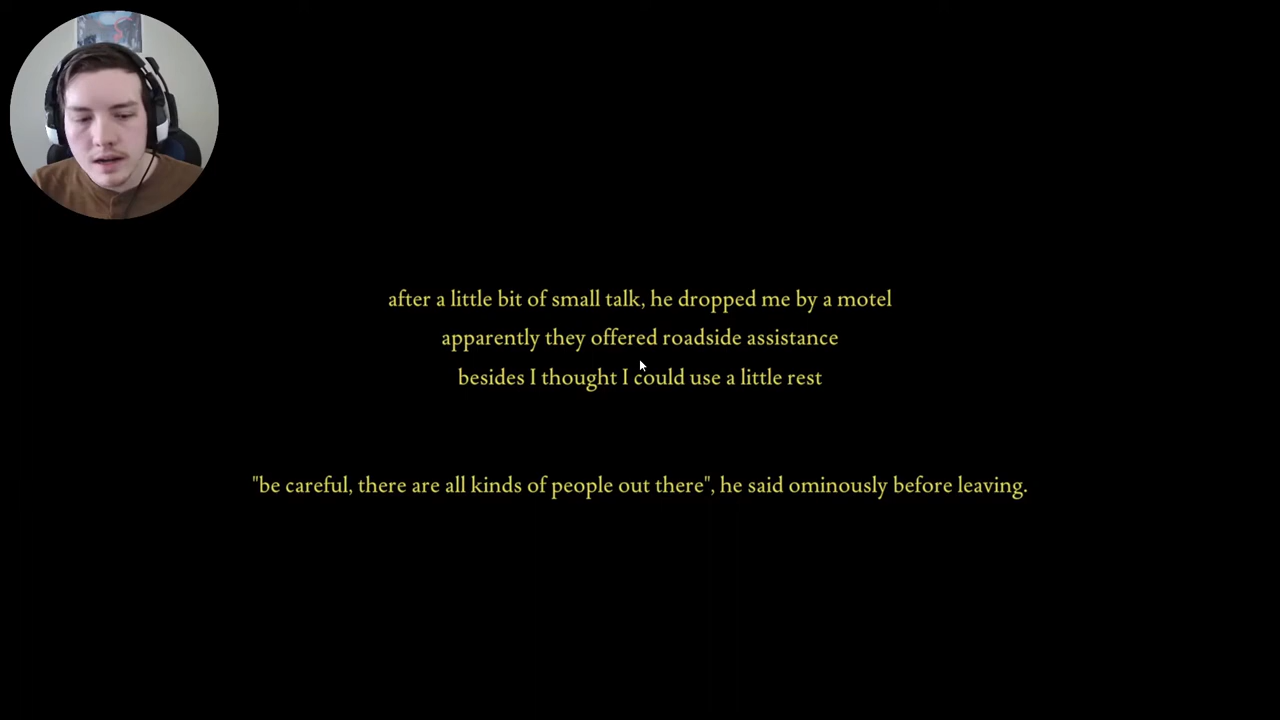 after a little bit of small talk, he dropped me by a motel
apparently they offered roadside assistance
besides I thought I could use a little rest
"be careful, there are all kinds of people out there", he said ominously before leaving.